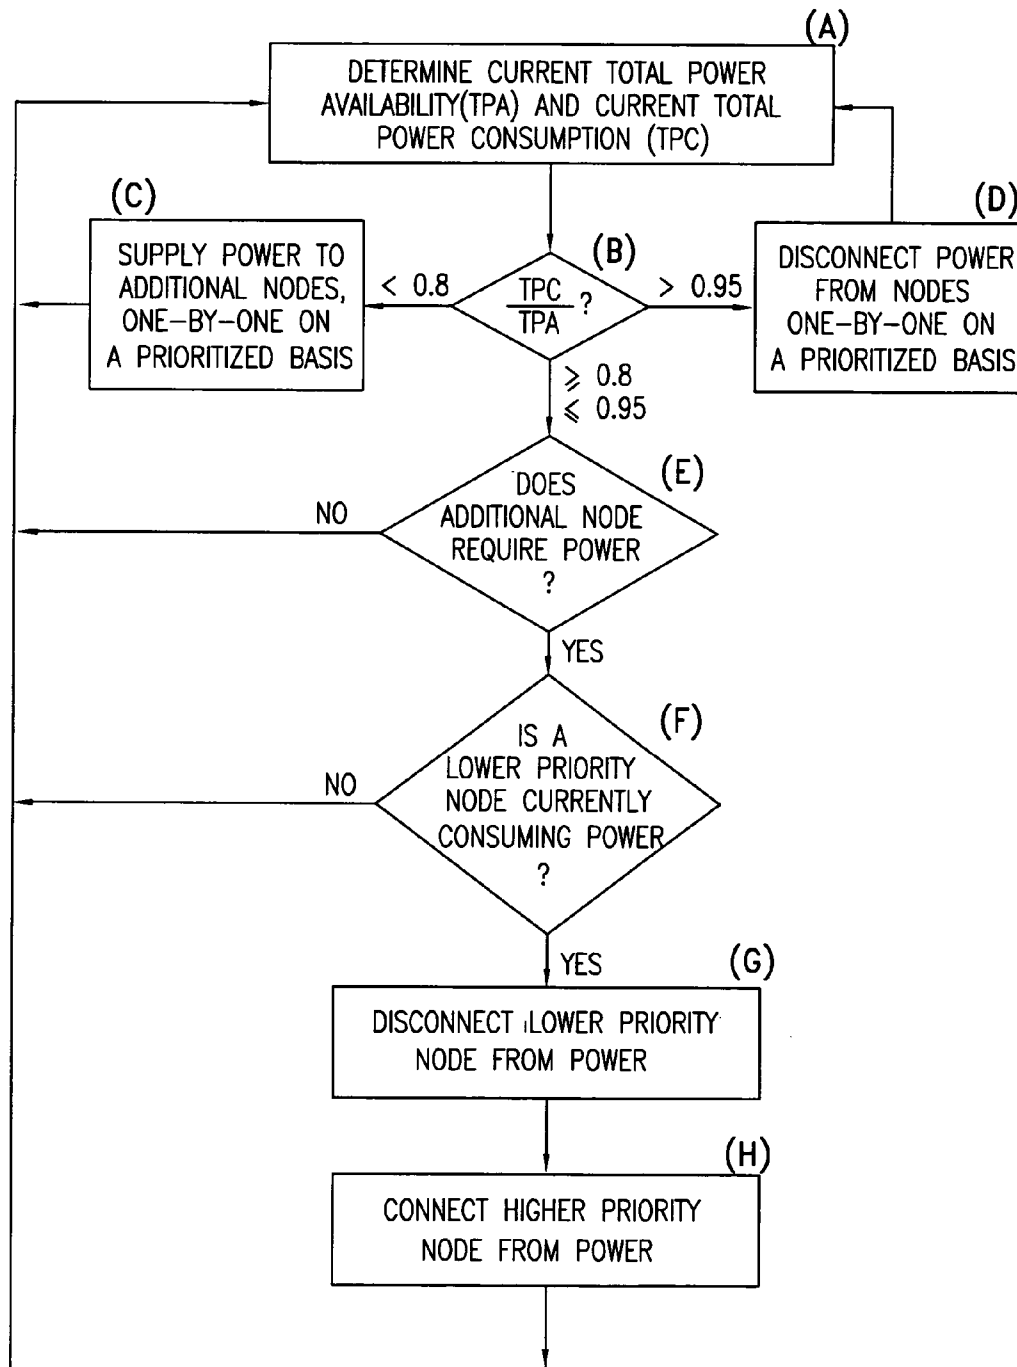 (A)
DETERMINE CURRENT TOTAL POWER
AVAILABILITY(TPA) AND CURRENT TOTAL
POWER CONSUMPTION (TPC)
(C)
SUPPLY POWER TO
ADDITIONAL NODES,
ONE-BY-ONE ON
A PRIORITIZED BASIS
< 0.8
(B)
TPC
TPA
?
> 0.95
(D)
DISCONNECT POWER
FROM NODES
ONE-BY-ONE ON
A PRIORITIZED BASIS
⩾ 0.8
⩽ 0.95
(E)
DOES
ADDITIONAL NODE
REQUIRE POWER
?
NO
YES
(F)
IS A
LOWER PRIORITY
NODE CURRENTLY
CONSUMING POWER
?
NO
YES
(G)
DISCONNECT LOWER PRIORITY
NODE FROM POWER
(H)
CONNECT HIGHER PRIORITY
NODE FROM POWER